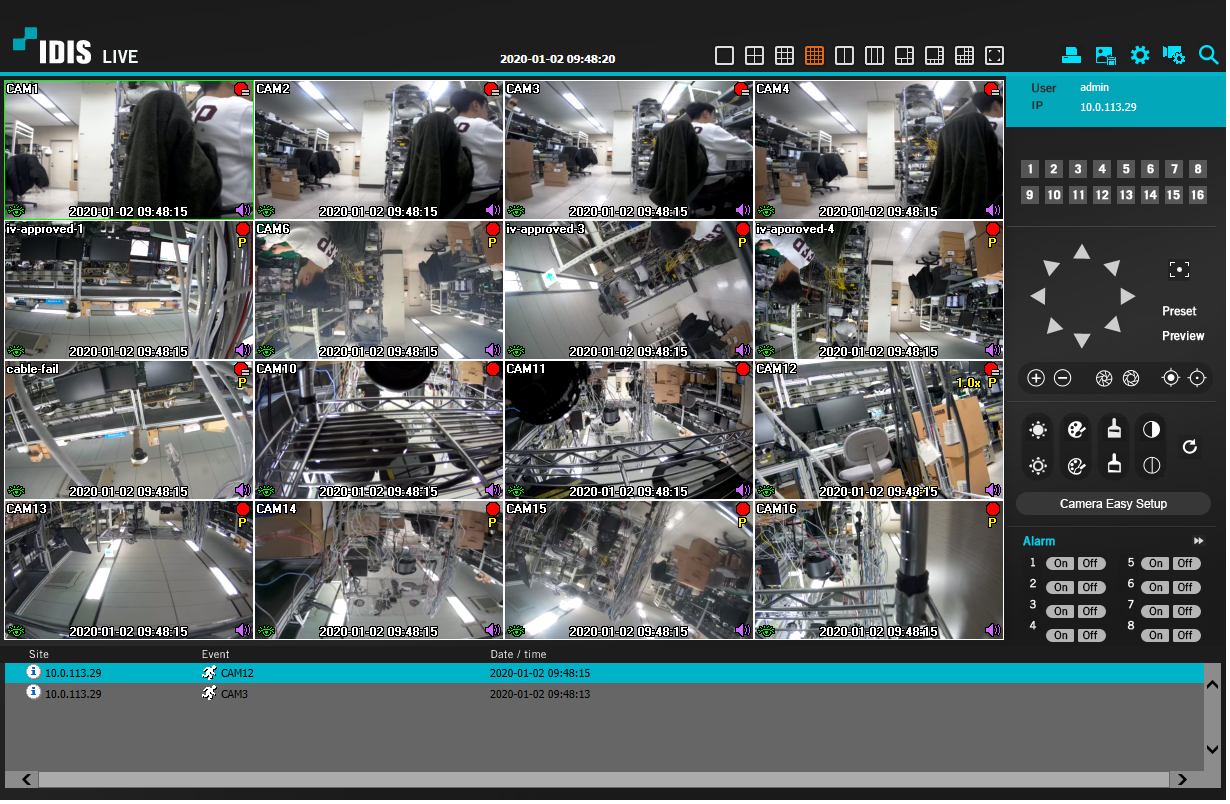 IDIS LIVE
2020-01-02 09:48:20
User admin
IP 10.0.113.29
CAM1
CAM2
CAM3
CAM4
2020-01-02 09:48:15
2020-01-02 09:48:15
2020-01-02 09:48:15
2020-01-02 09:48:15
iv-approved-1
P
CAM6
P
iv-approved-3
P
iv-aporoved-4
P
2020-01-02 09:48:15
2020-01-02 09:48:15
2020-01-02 09:48:15
2020-01-02 09:48:15
cable-fail
P
CAM10
CAM11
CAM12
1.0x P
2020-01-02 09:48:15
2020-01-02 09:48:15
2020-01-02 09:48:15
2020-01-02 09:48:15
CAM13
P
CAM14
P
CAM15
P
CAM16
P
2020-01-02 09:48:15
2020-01-02 09:48:15
2020-01-02 09:48:15
2020-01-02 09:48:15
1 2 3 4 5 6 7 8
9 10 11 12 13 14 15 16
Preset
Preview
Camera Easy Setup
Alarm
1 On Off 5 On Off
2 On Off 6 On Off
3 On Off 7 On Off
4 On Off 8 On Off
Site Event Date / time
10.0.113.29 CAM12 2020-01-02 09:48:15
10.0.113.29 CAM3 2020-01-02 09:48:13